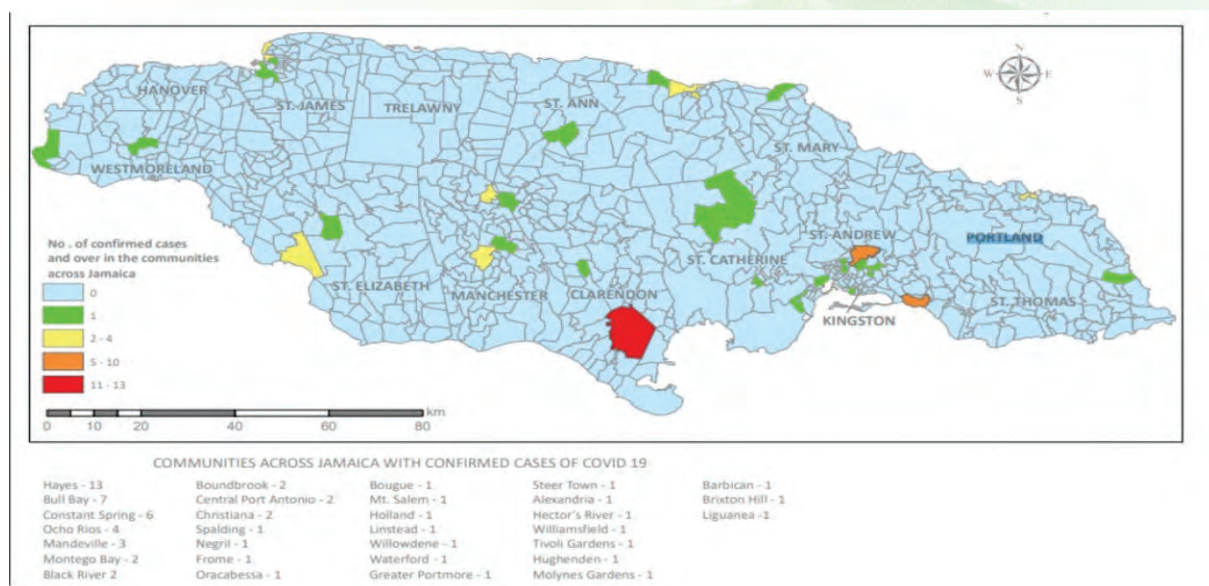 N
W E
S
HANOVER
ST. JAMES
TRELAWNY
ST. ANN
ST. MARY
WESTMORELAND
ST. ANDREW
PORTLAND
ST. CATHERINE
ST. ELIZABETH
MANCHESTER
CLARENDON
ST. THOMAS
KINGSTON
No . of confirmed cases
and over in the communities
across Jamaica
0
1
2 - 4
5 - 10
11 - 13
km
0 10 20 40 60 80
COMMUNITIES ACROSS JAMAICA WITH CONFIRMED CASES OF COVID 19
Hayes - 13
Bull Bay - 7
Constant Spring - 6
Ocho Rios - 4
Mandeville - 3
Montego Bay - 2
Black River 2
Boundbrook - 2
Central Port Antonio - 2
Christiana - 2
Spalding - 1
Negril - 1
Frome - 1
Oracabessa - 1
Bougue - 1
Mt. Salem - 1
Holland - 1
Linstead - 1
Willowdene - 1
Waterford - 1
Greater Portmore - 1
Steer Town - 1
Alexandria - 1
Hector's River - 1
Williamsfield - 1
Tivoli Gardens - 1
Hughenden - 1
Molynes Gardens - 1
Barbican - 1
Brixton Hill - 1
Liguanea -1